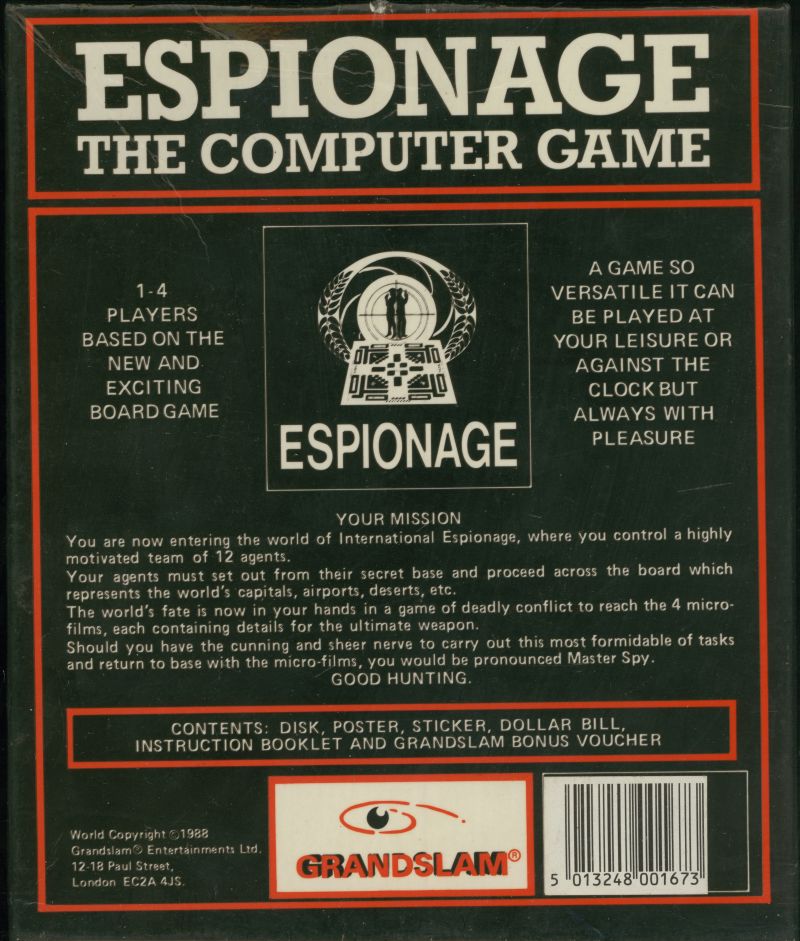 ESPIONAGE
THE COMPUTER GAME
1-4
PLAYERS
BASED ON THE
NEW AND
EXCITING
BOARD GAME
ESPIONAGE
A GAME SO
VERSATILE IT CAN
BE PLAYED AT
YOUR LEISURE OR
AGAINST THE
CLOCK BUT
ALWAYS WITH
PLEASURE
YOUR MISSION
You are now entering the world of International Espionage, where you control a highly
motivated team of 12 agents.
Your agents must set out from their secret base and proceed across the board which
represents the world's capitals, airports, deserts, etc.
The world's fate is now in your hands in a game of deadly conflict to reach the 4 micro-
films, each containing details for the ultimate weapon.
Should you have the cunning and sheer nerve to carry out this most formidable of tasks
and return to base with the micro-films, you would be pronounced Master Spy.
GOOD HUNTING.
CONTENTS: DISK, POSTER, STICKER, DOLLAR BILL,
INSTRUCTION BOOKLET AND GRANDSLAM BONUS VOUCHER
World Copyright ©1988
Grandslam® Entertainments Ltd.
12-18 Paul Street,
London EC2A 4JS.
GRANDSLAM®
5 013248 001673